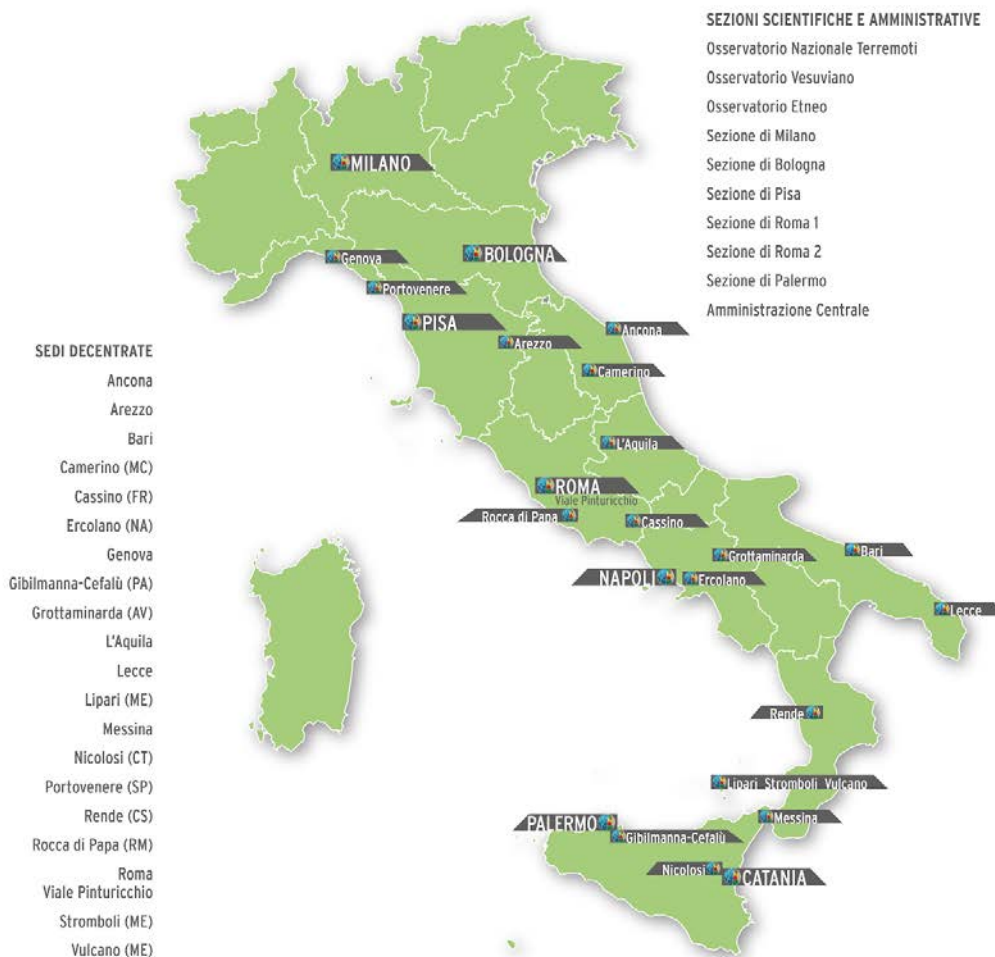 SEZIONI SCIENTIFICHE E AMMINISTRATIVE
Osservatorio Nazionale Terremoti
Osservatorio Vesuviano
Osservatorio Etneo
Sezione di Milano
Sezione di Bologna
Sezione di Pisa
Sezione di Roma 1
Sezione di Roma 2
Sezione di Palermo
Amministrazione Centrale
MILANO
BOLOGNA
Genova
Portovenere
PISA
Ancona
Arezzo
Camerino
L'Aquila
ROMA
Viale Pinturicchio
Rocca di Papa
Cassino
Bari
Grottaminarda
NAPOLI
Ercolano
Lecce
Rende
Lipari Stromboli Vulcano
Messina
PALERMO
Gibilmanna-Cefalù
Nicolosi
CATANIA
SEDI DECENTRATE
Ancona
Arezzo
Bari
Camerino (MC)
Cassino (FR)
Ercolano (NA)
Genova
Gibilmanna-Cefalù (PA)
Grottaminarda (AV)
L'Aquila
Lecce
Lipari (ME)
Messina
Nicolosi (CT)
Portovenere (SP)
Rende (CS)
Rocca di Papa (RM)
Roma
Viale Pinturicchio
Stromboli (ME)
Vulcano (ME)